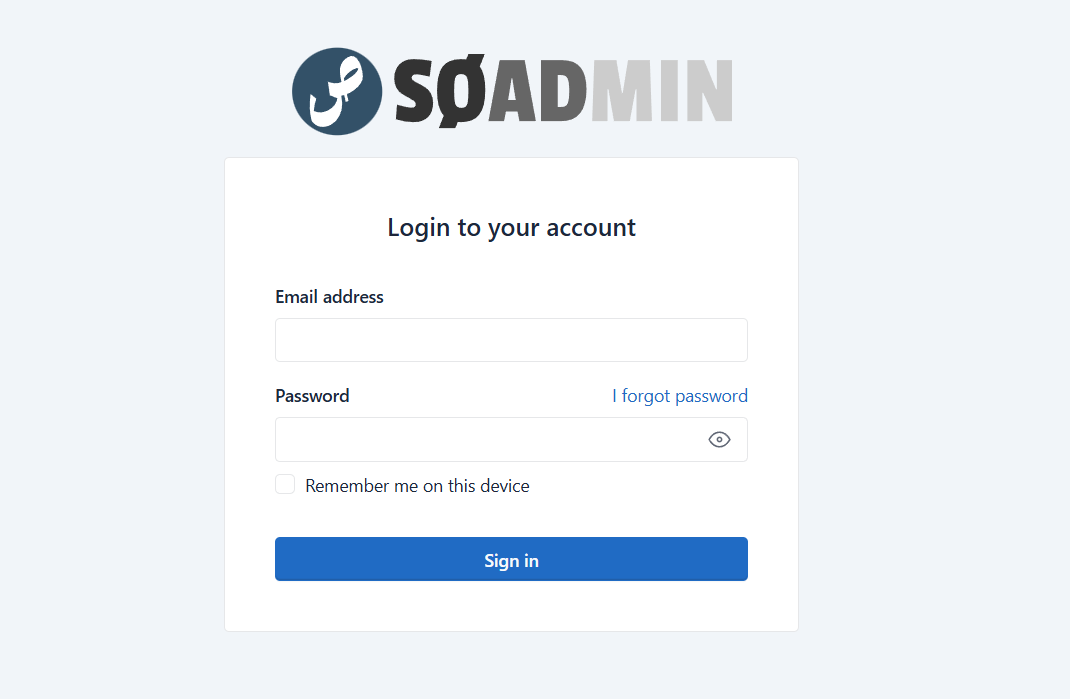 SØADMIN
Login to your account
Email address
Password
I forgot password
Remember me on this device
Sign in